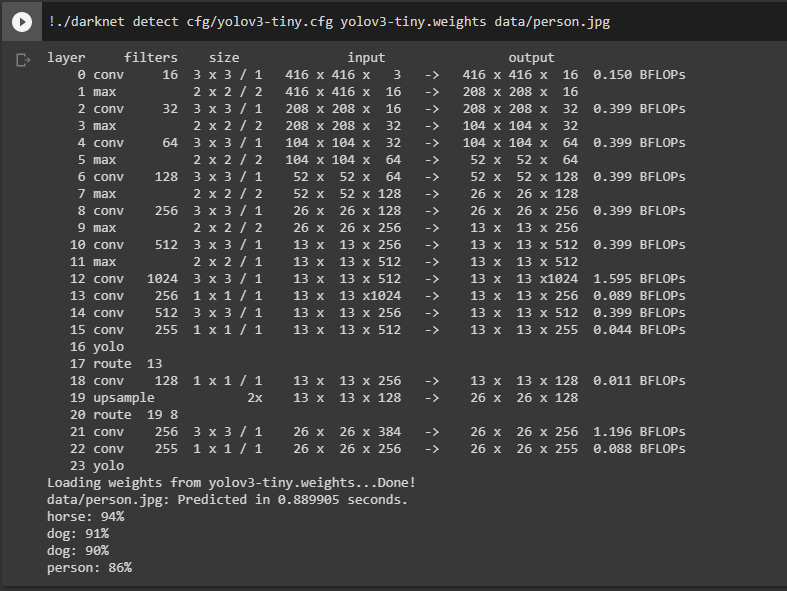 !./darknet detect cfg/yolov3-tiny.cfg yolov3-tiny.weights data/person.jpg
layer     filters    size              input                output
    0 conv     16  3 x 3 / 1   416 x 416 x   3   ->   416 x 416 x  16  0.150 BFLOPs
    1 max          2 x 2 / 2   416 x 416 x  16   ->   208 x 208 x  16
    2 conv     32  3 x 3 / 1   208 x 208 x  16   ->   208 x 208 x  32  0.399 BFLOPs
    3 max          2 x 2 / 2   208 x 208 x  32   ->   104 x 104 x  32
    4 conv     64  3 x 3 / 1   104 x 104 x  32   ->   104 x 104 x  64  0.399 BFLOPs
    5 max          2 x 2 / 2   104 x 104 x  64   ->    52 x  52 x  64
    6 conv    128  3 x 3 / 1    52 x  52 x  64   ->    52 x  52 x 128  0.399 BFLOPs
    7 max          2 x 2 / 2    52 x  52 x 128   ->    26 x  26 x 128
    8 conv    256  3 x 3 / 1    26 x  26 x 128   ->    26 x  26 x 256  0.399 BFLOPs
    9 max          2 x 2 / 2    26 x  26 x 256   ->    13 x  13 x 256
   10 conv    512  3 x 3 / 1    13 x  13 x 256   ->    13 x  13 x 512  0.399 BFLOPs
   11 max          2 x 2 / 1    13 x  13 x 512   ->    13 x  13 x 512
   12 conv   1024  3 x 3 / 1    13 x  13 x 512   ->    13 x  13 x1024  1.595 BFLOPs
   13 conv    256  1 x 1 / 1    13 x  13 x1024   ->    13 x  13 x 256  0.089 BFLOPs
   14 conv    512  3 x 3 / 1    13 x  13 x 256   ->    13 x  13 x 512  0.399 BFLOPs
   15 conv    255  1 x 1 / 1    13 x  13 x 512   ->    13 x  13 x 255  0.044 BFLOPs
   16 yolo
   17 route  13
   18 conv    128  1 x 1 / 1    13 x  13 x 256   ->    13 x  13 x 128  0.011 BFLOPs
   19 upsample            2x    13 x  13 x 128   ->    26 x  26 x 128
   20 route  19 8
   21 conv    256  3 x 3 / 1    26 x  26 x 384   ->    26 x  26 x 256  1.196 BFLOPs
   22 conv    255  1 x 1 / 1    26 x  26 x 256   ->    26 x  26 x 255  0.088 BFLOPs
   23 yolo
Loading weights from yolov3-tiny.weights...Done!
data/person.jpg: Predicted in 0.889905 seconds.
horse: 94%
dog: 91%
dog: 90%
person: 86%